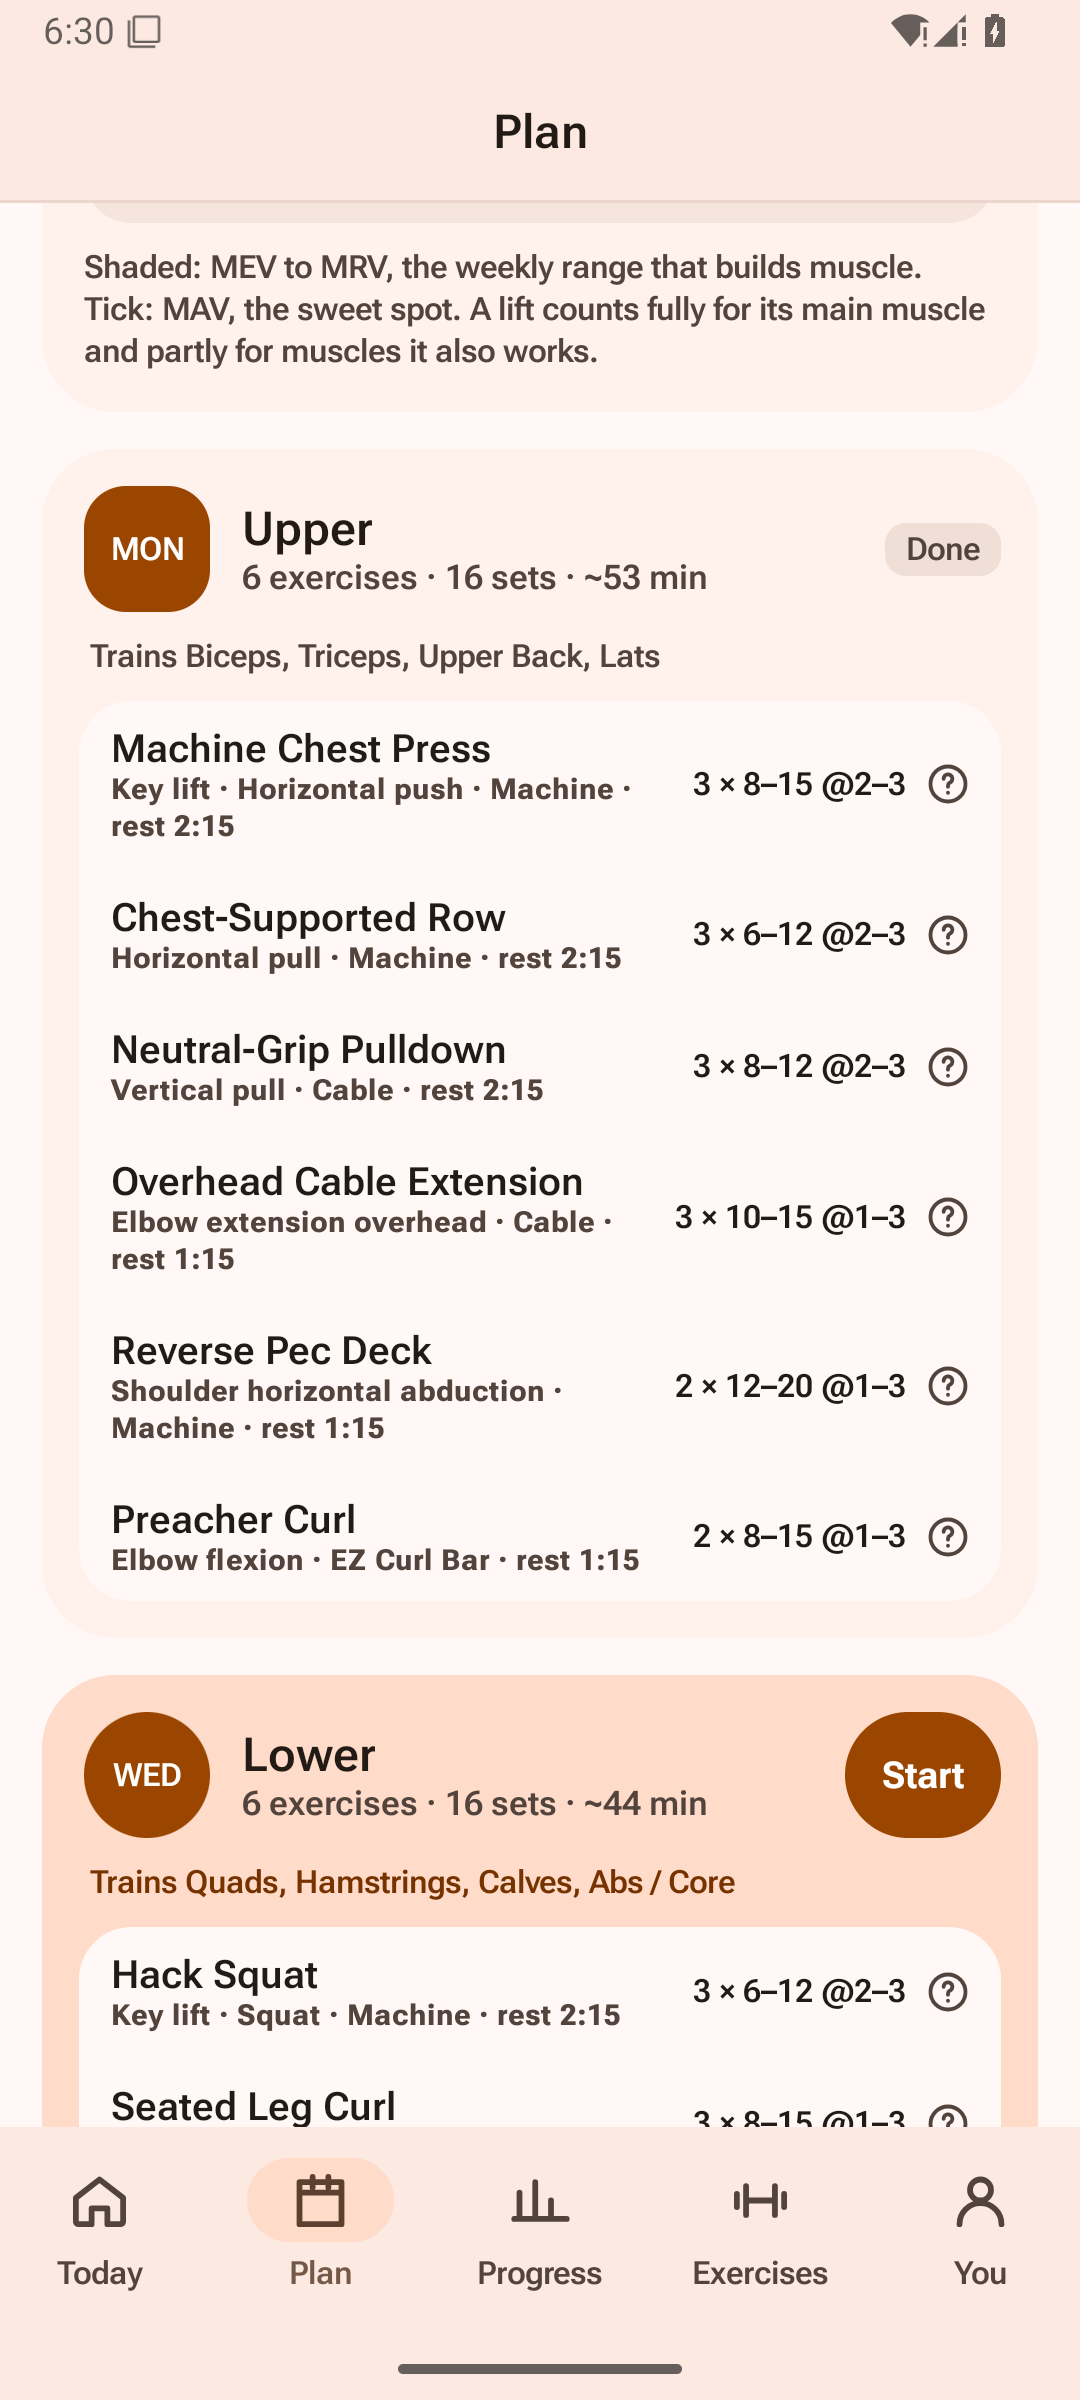 6:30
Plan
Shaded: MEV to MRV, the weekly range that builds muscle.
Tick: MAV, the sweet spot. A lift counts fully for its main muscle
and partly for muscles it also works.
MON
Upper
6 exercises · 16 sets · ~53 min
Done
Trains Biceps, Triceps, Upper Back, Lats
Machine Chest Press
Key lift · Horizontal push · Machine ·
rest 2:15
3 × 8–15 @2–3
Chest-Supported Row
Horizontal pull · Machine · rest 2:15
3 × 6–12 @2–3
Neutral-Grip Pulldown
Vertical pull · Cable · rest 2:15
3 × 8–12 @2–3
Overhead Cable Extension
Elbow extension overhead · Cable ·
rest 1:15
3 × 10–15 @1–3
Reverse Pec Deck
Shoulder horizontal abduction ·
Machine · rest 1:15
2 × 12–20 @1–3
Preacher Curl
Elbow flexion · EZ Curl Bar · rest 1:15
2 × 8–15 @1–3
WED
Lower
6 exercises · 16 sets · ~44 min
Start
Trains Quads, Hamstrings, Calves, Abs / Core
Hack Squat
Key lift · Squat · Machine · rest 2:15
3 × 6–12 @2–3
Seated Leg Curl
3 × 8–15 @1–3
Today
Plan
Progress
Exercises
You